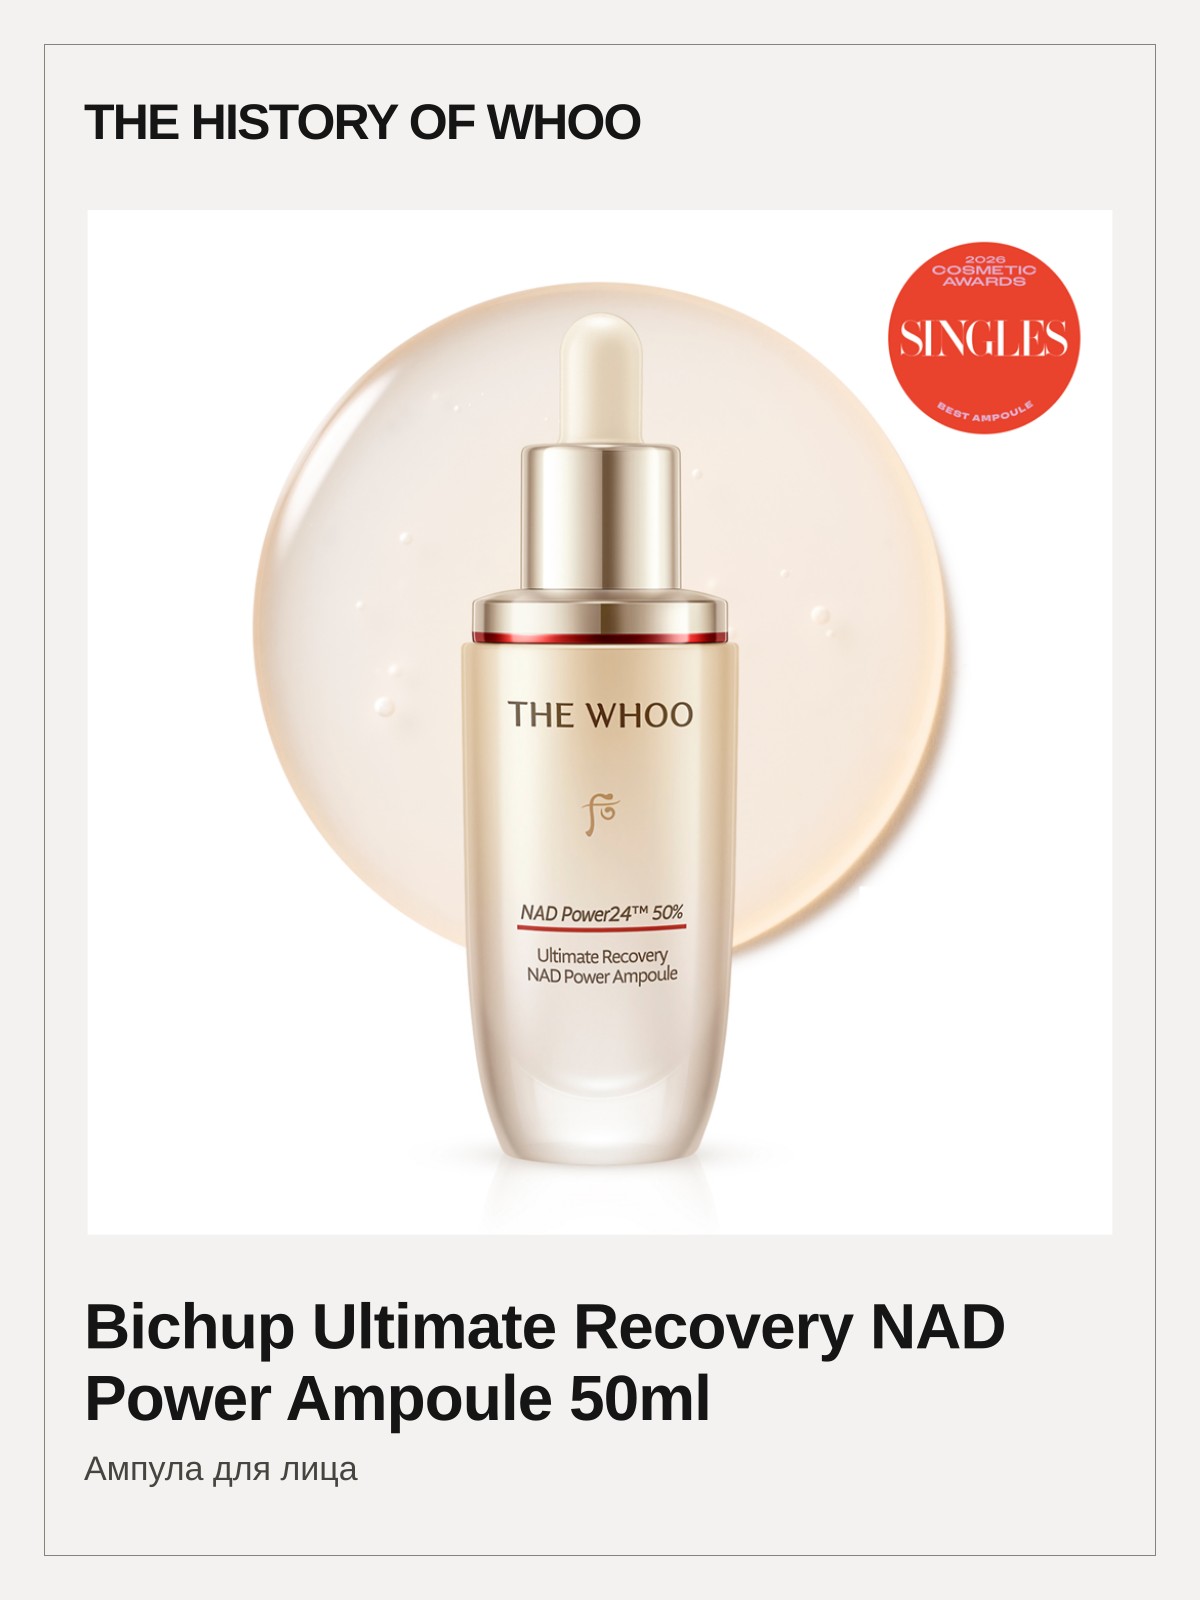 THE HISTORY OF WHOO
2026
COSMETIC
AWARDS
SINGLES
BEST AMPOULE
THE WHOO
NAD Power24™ 50%
Ultimate Recovery
NAD Power Ampoule
Bichup Ultimate Recovery NAD
Power Ampoule 50ml
Ампула для лица